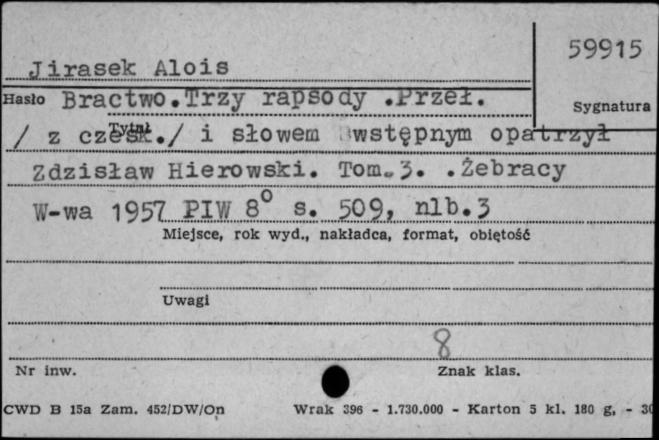 59915
Jirasek Alois
Hasło Bractwo.Trzy rapsody .Przeł.
Sygnatura
Tytuł
/ z czesk./ i słowem wstępnym opatrzył
Zdzisław Hierowski. Tom.3. .Żebracy
W-wa 1957 PIW 8° s. 509, nlb.3
Miejsce, rok wyd., nakładca, format, objętość
Uwagi
8
Nr inw. Znak klas.
CWD B 15a Zam. 452/DW/On Wrak 396 - 1.730.000 - Karton 5 kl. 180 g. - 30